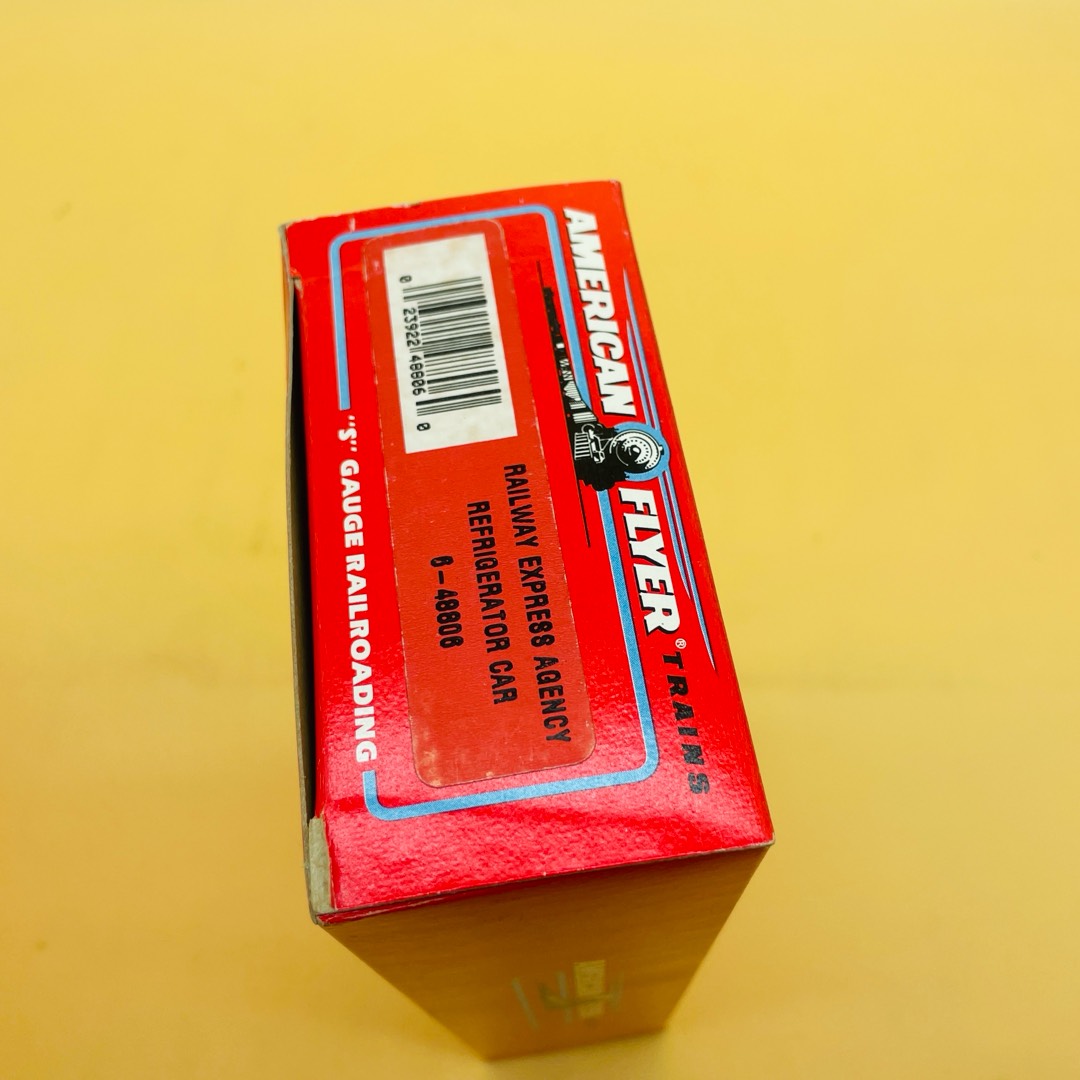 AMERICAN FLYER® TRAINS
0 23922 48806 0
RAILWAY EXPRESS AGENCY
REFRIGERATOR CAR
6-48806
"S" GAUGE RAILROADING